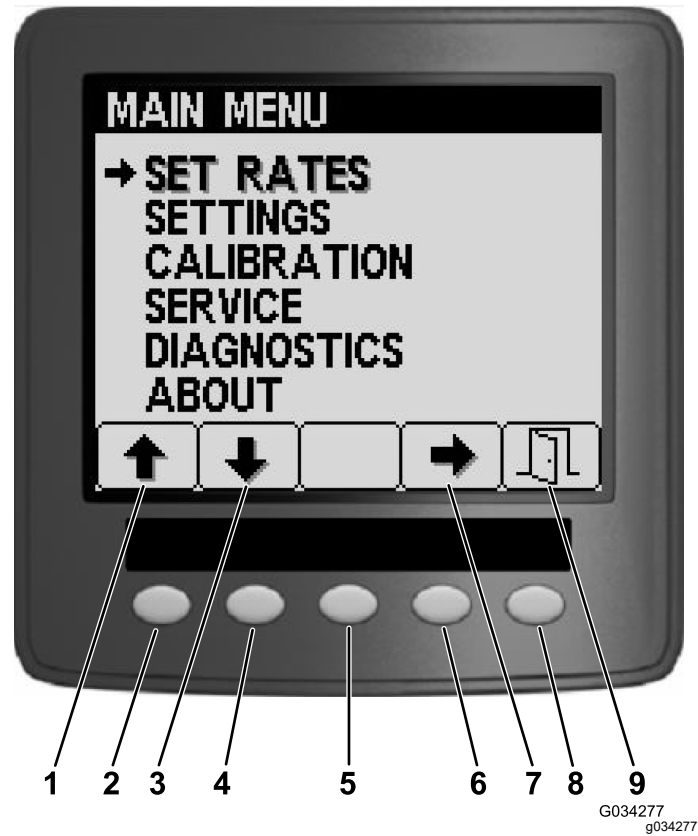 MAIN MENU
SET RATES
SETTINGS
CALIBRATION
SERVICE
DIAGNOSTICS
ABOUT
1 2 3 4 5 6 7 8 9
G034277
g034277